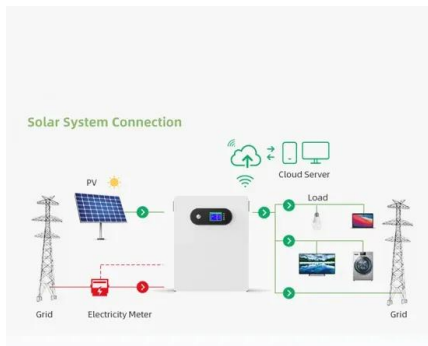 Solar System Connection
Cloud Server
PV
Load
Grid
Electricity Meter
Grid